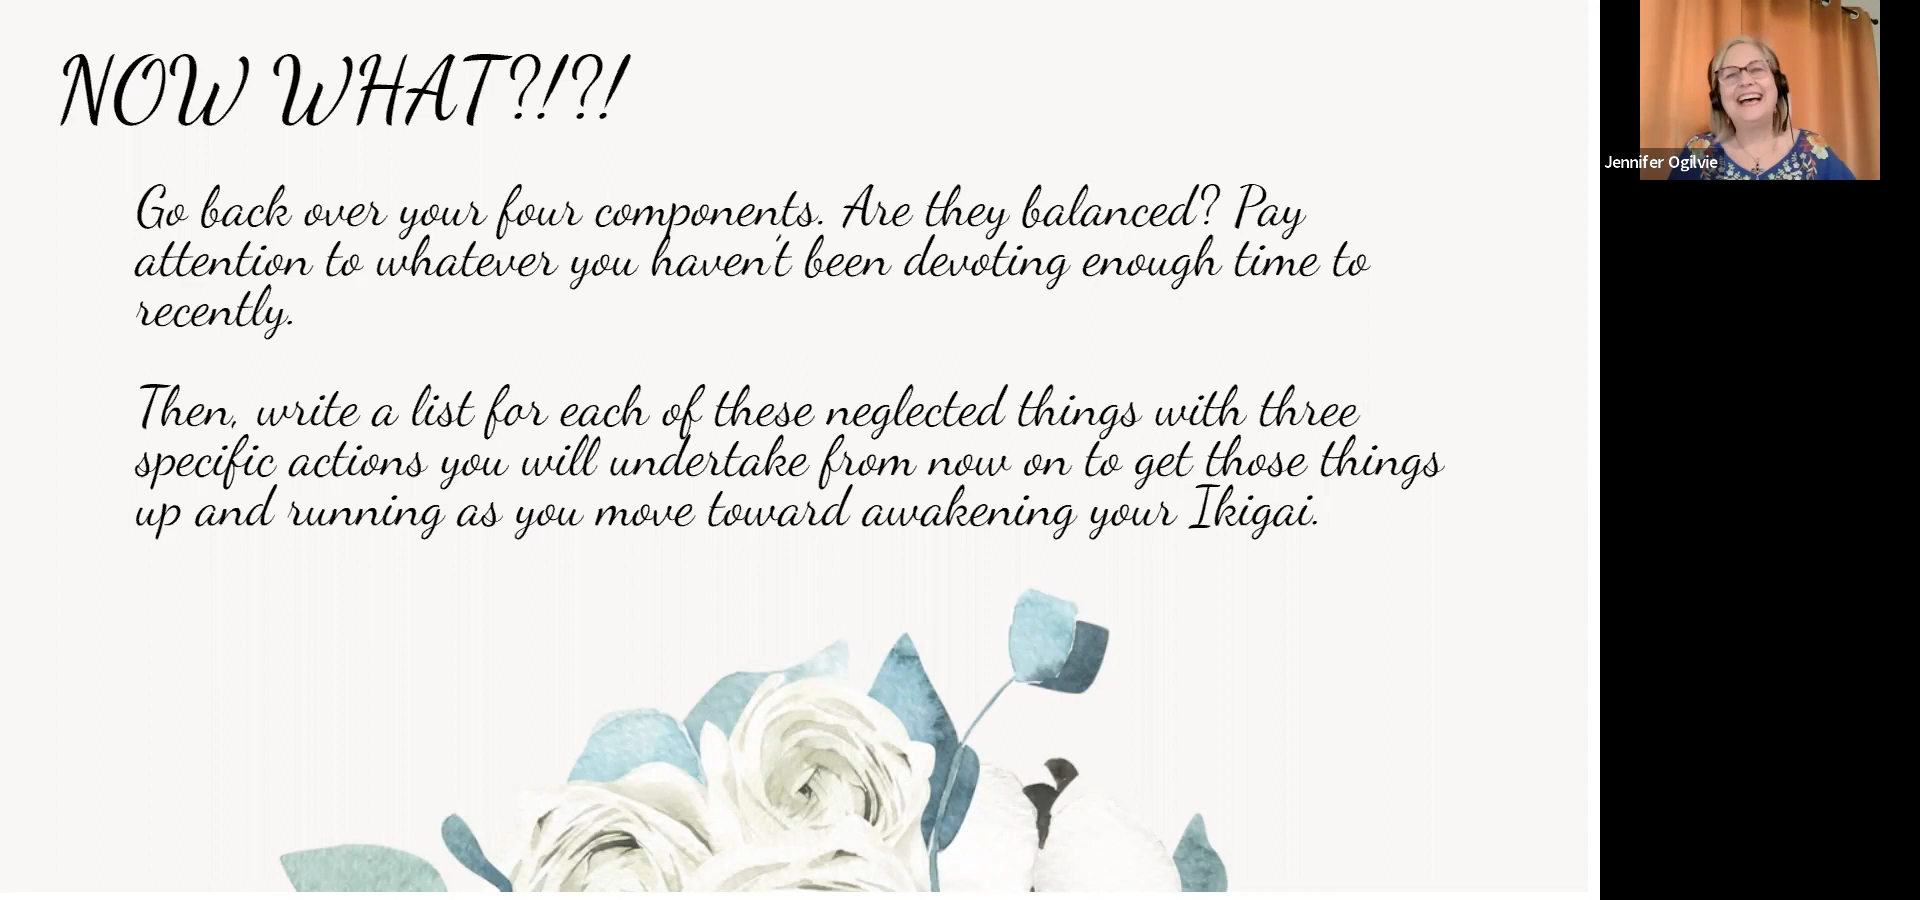 NOW WHAT?!?!
Go back over your four components. Are they balanced? Pay
attention to whatever you haven't been devoting enough time to
recently.
Then, write a list for each of these neglected things with three
specific actions you will undertake from now on to get those things
up and running as you move toward awakening your Ikigai.
Jennifer Ogilvie